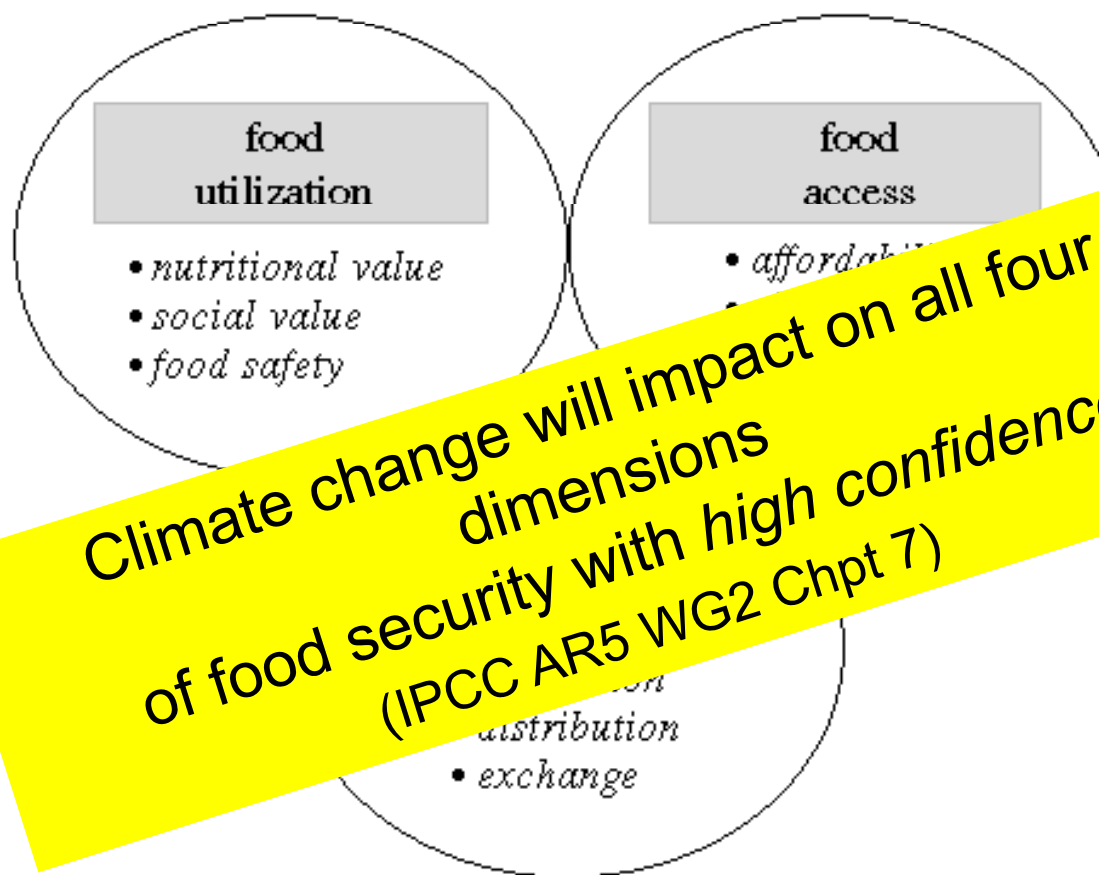 food
utilization
• nutritional value
• social value
• food safety
food
access
•
•
Climate change will impact on all four
dimensions
of food security with high confidence
(IPCC AR5 WG2 Chpt 7)
distribution
• exchange